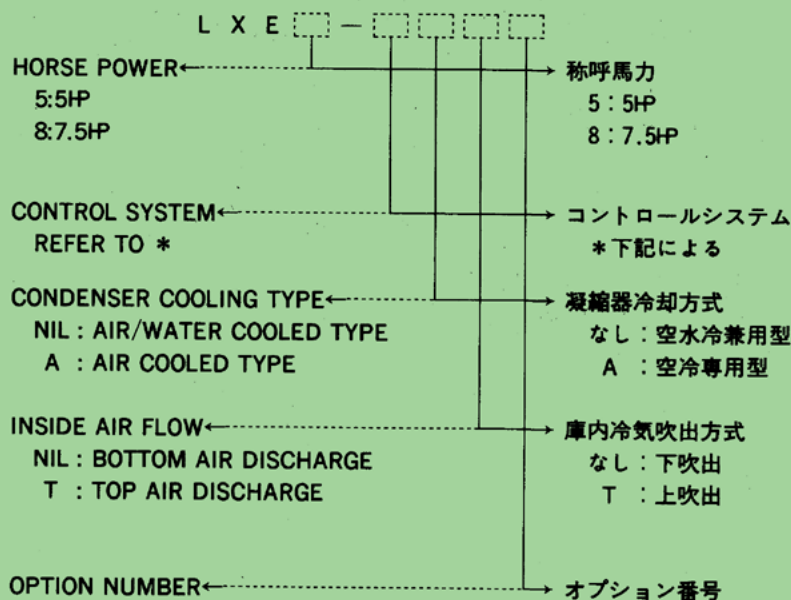 LXE□-□□□□
HORSE POWER 称呼馬力
5:5HP 5:5HP
8:7.5HP 8:7.5HP
CONTROL SYSTEM コントロールシステム
REFER TO * *下記による
CONDENSER COOLING TYPE 凝縮器冷却方式
NIL : AIR/WATER COOLED TYPE なし:空水冷兼用型
A : AIR COOLED TYPE A :空冷専用型
INSIDE AIR FLOW 庫内冷気吹出方式
NIL : BOTTOM AIR DISCHARGE なし:下吹出
T : TOP AIR DISCHARGE T :上吹出
OPTION NUMBER オプション番号